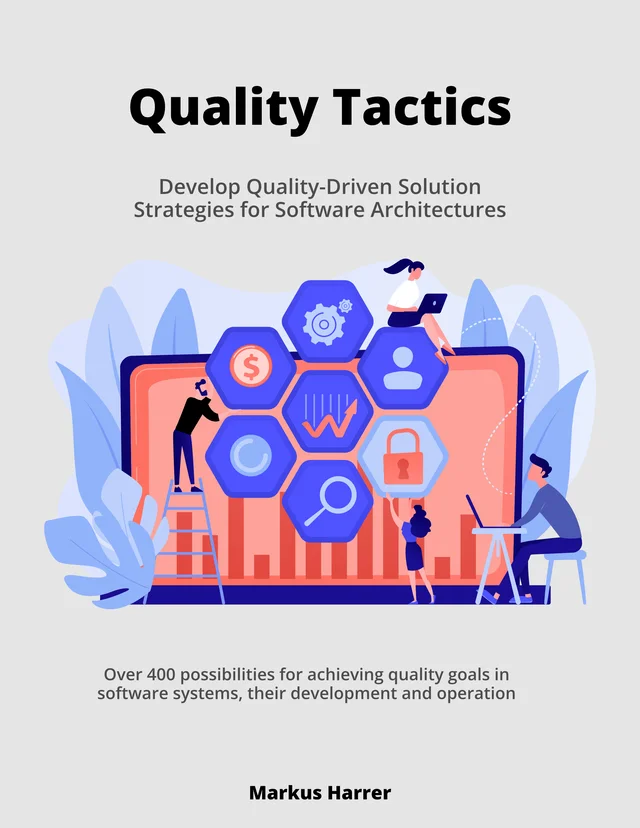 Quality Tactics
Develop Quality-Driven Solution
Strategies for Software Architectures
$
Over 400 possibilities for achieving quality goals in
software systems, their development and operation
Markus Harrer